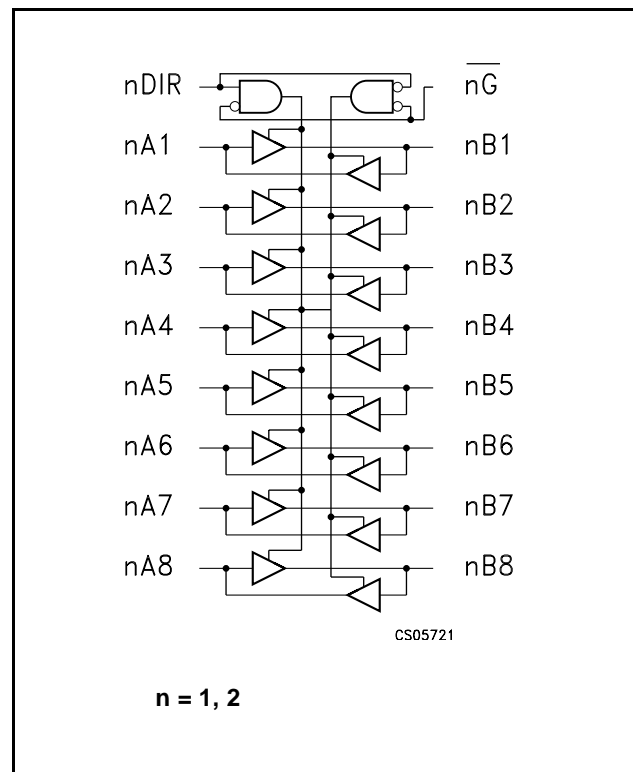 nDIR nG̅
nA1 nB1
nA2 nB2
nA3 nB3
nA4 nB4
nA5 nB5
nA6 nB6
nA7 nB7
nA8 nB8
CS05721
n = 1, 2